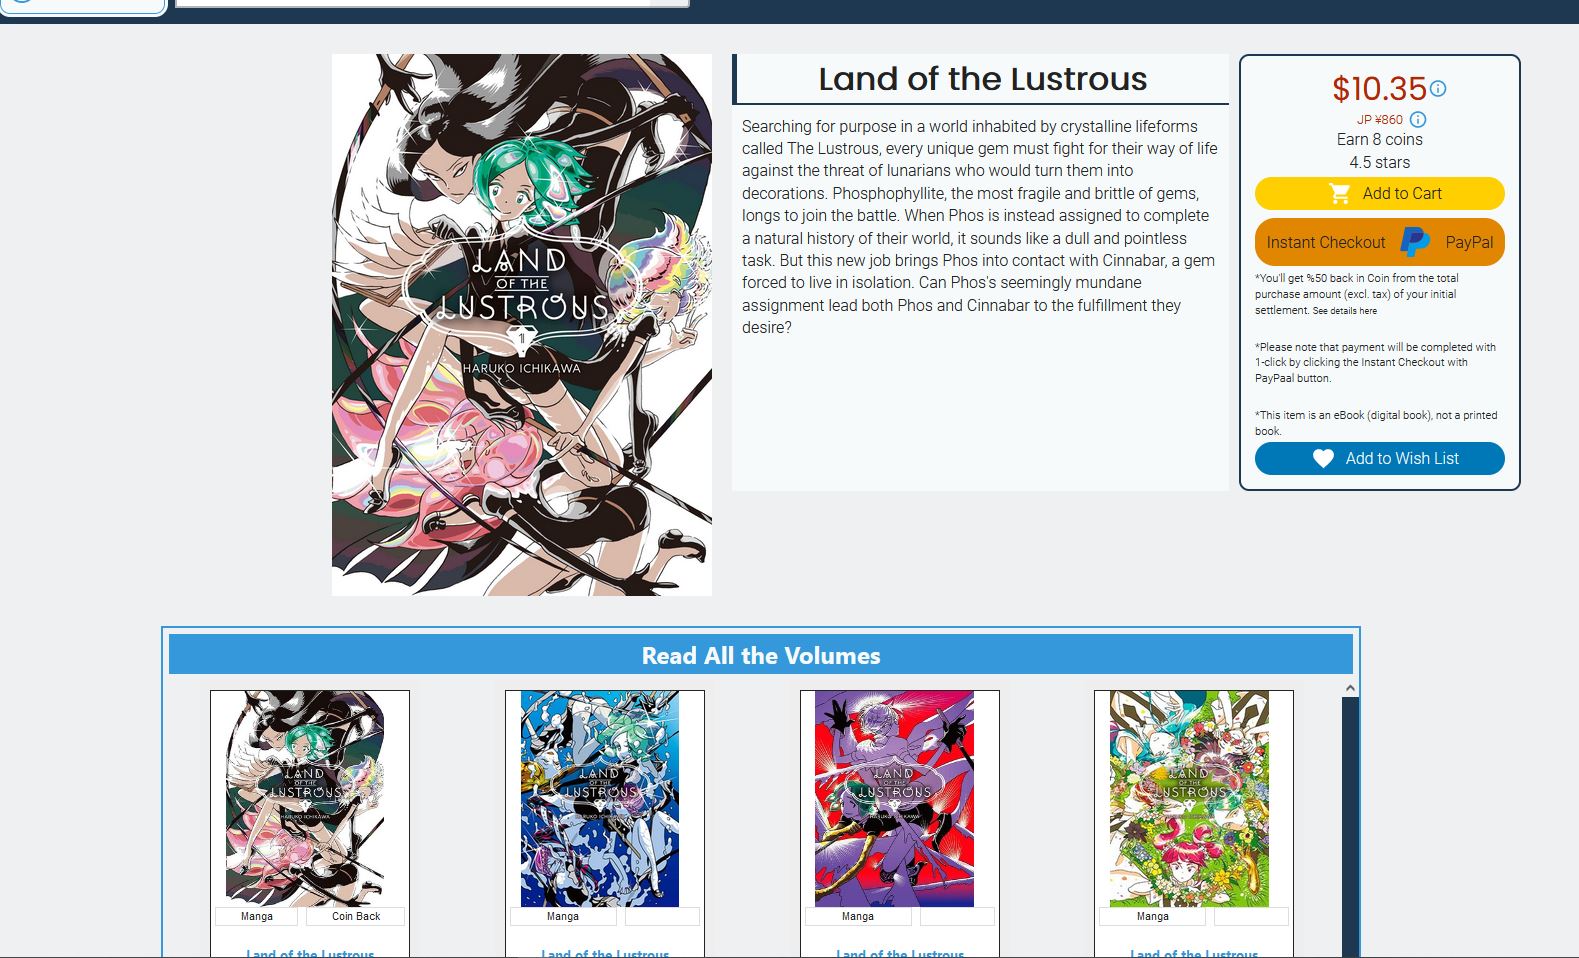 LAND
OF THE
LUSTROUS
1
HARUKO ICHIKAWA
Land of the Lustrous
Searching for purpose in a world inhabited by crystalline lifeforms
called The Lustrous, every unique gem must fight for their way of life
against the threat of lunarians who would turn them into
decorations. Phosphophyllite, the most fragile and brittle of gems,
longs to join the battle. When Phos is instead assigned to complete
a natural history of their world, it sounds like a dull and pointless
task. But this new job brings Phos into contact with Cinnabar, a gem
forced to live in isolation. Can Phos's seemingly mundane
assignment lead both Phos and Cinnabar to the fulfillment they
desire?
$10.35
JP ¥860
Earn 8 coins
4.5 stars
Add to Cart
Instant Checkout PayPal
*You'll get %50 back in Coin from the total
purchase amount (excl. tax) of your initial
settlement. See details here
*Please note that payment will be completed with
1-click by clicking the Instant Checkout with
PayPaal button.
*This item is an eBook (digital book), not a printed
book.
Add to Wish List
Read All the Volumes
LAND
OF THE
LUSTROUS
HARUKO ICHIKAWA
Manga
Coin Back
Land of the Lustrous
LAND
OF THE
LUSTROUS
HARUKO ICHIKAWA
Manga
Land of the Lustrous
LAND
OF THE
LUSTROUS
HARUKO ICHIKAWA
Manga
Land of the Lustrous
LAND
OF THE
LUSTROUS
Manga
Land of the Lustrous